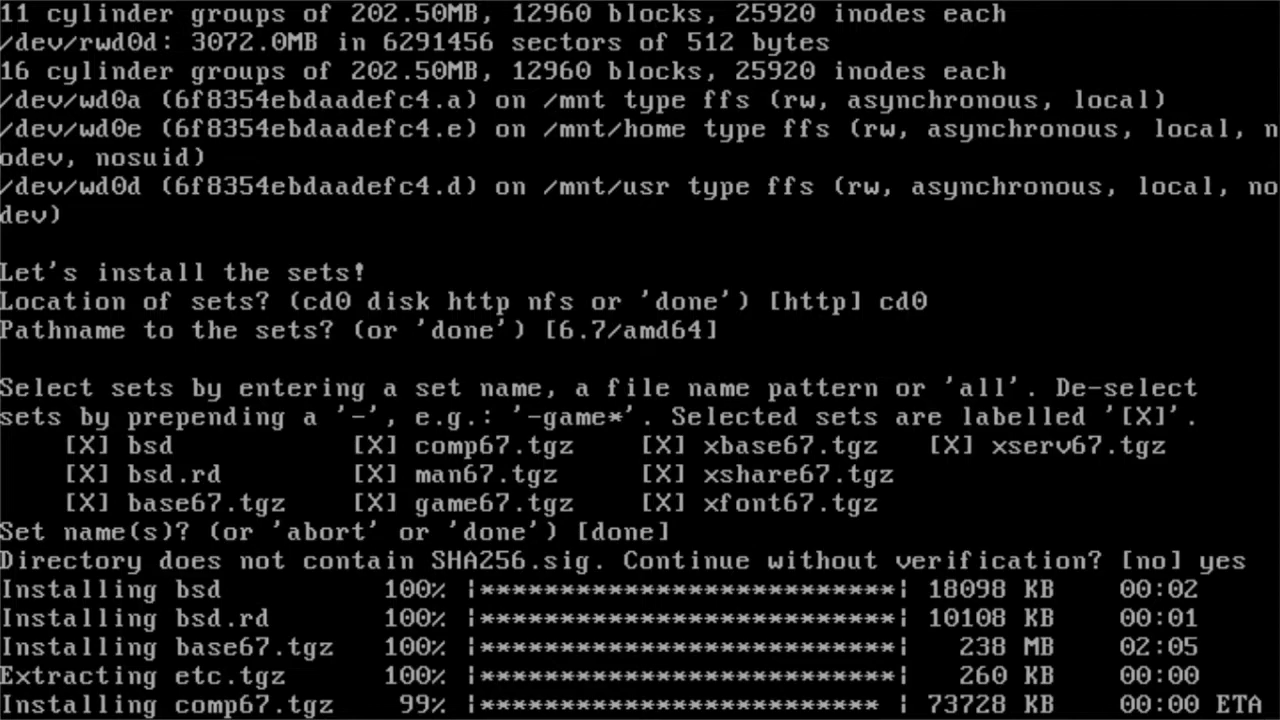 11 cylinder groups of 202.50MB, 12960 blocks, 25920 inodes each
/dev/rwd0d: 3072.0MB in 6291456 sectors of 512 bytes
16 cylinder groups of 202.50MB, 12960 blocks, 25920 inodes each
/dev/wd0a (6f8354ebdaadefc4.a) on /mnt type ffs (rw, asynchronous, local)
/dev/wd0e (6f8354ebdaadefc4.e) on /mnt/home type ffs (rw, asynchronous, local, n
odev, nosuid)
/dev/wd0d (6f8354ebdaadefc4.d) on /mnt/usr type ffs (rw, asynchronous, local, no
dev)
Let's install the sets!
Location of sets? (cd0 disk http nfs or 'done') [http] cd0
Pathname to the sets? (or 'done') [6.7/amd64]
Select sets by entering a set name, a file name pattern or 'all'. De-select
sets by prepending a '-', e.g.: '-game*'. Selected sets are labelled '[X]'.
[X] bsd [X] comp67.tgz [X] xbase67.tgz [X] xserv67.tgz
[X] bsd.rd [X] man67.tgz [X] xshare67.tgz
[X] base67.tgz [X] game67.tgz [X] xfont67.tgz
Set name(s)? (or 'abort' or 'done') [done]
Directory does not contain SHA256.sig. Continue without verification? [no] yes
Installing bsd 100% |**************************| 18098 KB 00:02
Installing bsd.rd 100% |**************************| 10108 KB 00:01
Installing base67.tgz 100% |**************************| 238 MB 02:05
Extracting etc.tgz 100% |**************************| 260 KB 00:00
Installing comp67.tgz 99% |************************* | 73728 KB 00:00 ETA